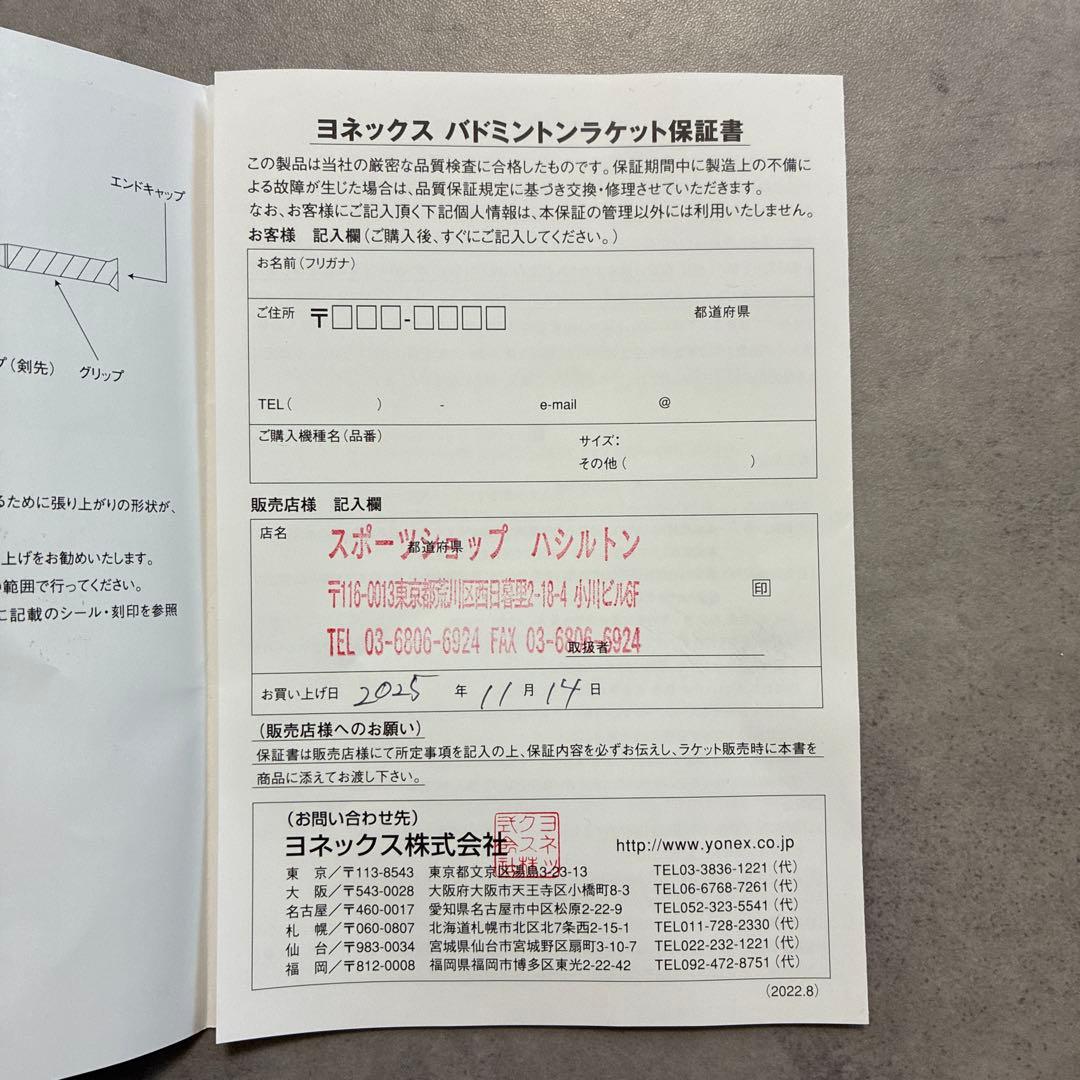 エンドキャップ
プ(剣先)
グリップ
るために張り上がりの形状が、
上げをお勧めいたします。
範囲で行ってください。
に記載のシール・刻印を参照
ヨネックス バドミントンラケット保証書
この製品は当社の厳密な品質検査に合格したものです。保証期間中に製造上の不備に
よる故障が生じた場合は、品質保証規定に基づき交換・修理させていただきます。
なお、お客様にご記入頂く下記個人情報は、本保証の管理以外には利用いたしません。
お客様 記入欄(ご購入後、すぐにご記入してください。)
お名前(フリガナ)
ご住所 〒□□□-□□□□ 都道府県
TEL( ) - e-mail @
ご購入機種名(品番) サイズ:
その他( )
販売店様 記入欄
店名 スポーツショップ ハシルトン
都道府県
〒116-0013東京都荒川区西日暮里2-18-4 小川ビル6F
印
TEL 03-6806-6924 FAX 03-6806-6924
取扱者
お買い上げ日 2025 年 11 月 14 日
(販売店様へのお願い)
保証書は販売店様にて所定事項を記入の上、保証内容を必ずお伝えし、ラケット販売時に本書を
商品に添えてお渡し下さい。
(お問い合わせ先)
ヨネックス株式会社 http://www.yonex.co.jp
ヨネックス株式会社
東 京/〒113-8543 東京都文京区湯島3-23-13 TEL03-3836-1221(代)
大 阪/〒543-0028 大阪府大阪市天王寺区小橋町8-3 TEL06-6768-7261(代)
名古屋/〒460-0017 愛知県名古屋市中区松原2-22-9 TEL052-323-5541(代)
札 幌/〒060-0807 北海道札幌市北区北7条西2-15-1 TEL011-728-2330(代)
仙 台/〒983-0034 宮城県仙台市宮城野区扇町3-10-7 TEL022-232-1221(代)
福 岡/〒812-0008 福岡県福岡市博多区東光2-22-42 TEL092-472-8751(代)
(2022.8)